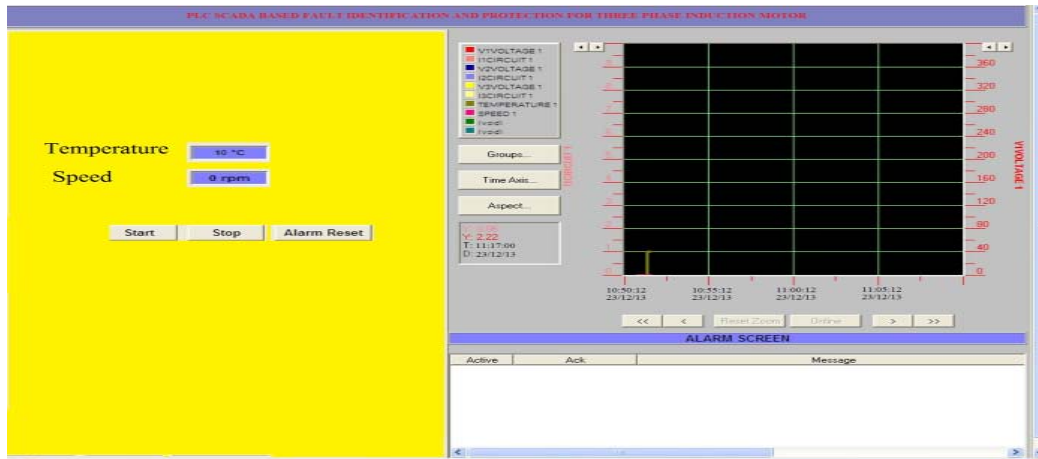 PLC SCADA BASED FAULT IDENTIFICATION AND PROTECTION FOR THREE PHASE INDUCTION MOTOR
Temperature 10 °C
Speed 0 rpm
Start Stop Alarm Reset
V1VOLTAGE 1
I1CIRCUIT 1
V2VOLTAGE 1
I2CIRCUIT 1
V3VOLTAGE 1
I3CIRCUIT 1
TEMPERATURE 1
SPEED 1
(void)
(void)
Groups...
Time Axis...
Aspect...
Y: 2.22
T: 11:17:00
D: 23/12/13
360
320
280
240
200
160
120
80
40
0
V1VOLTAGE 1
10:50:12 10:55:12 11:00:12 11:05:12
23/12/13 23/12/13 23/12/13 23/12/13
<< < Reset Zoom Online > >>
ALARM SCREEN
Active Ack Message